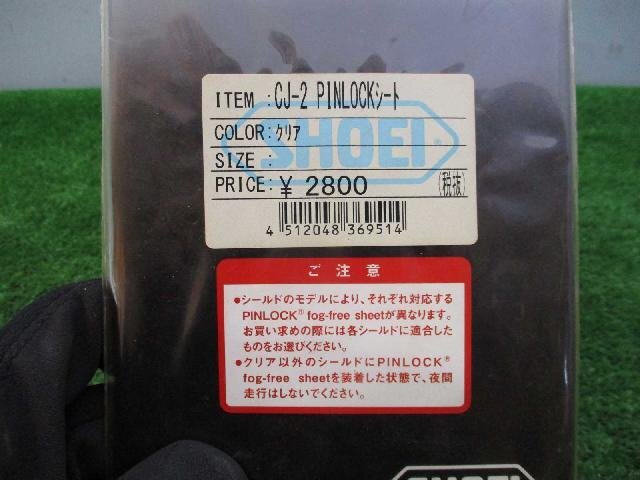 ITEM :CJ-2 PINLOCKシート
COLOR:クリア
SHOEI
SIZE :
PRICE:¥ 2800 (税抜)
4 512048 369514
ご注意
●シールドのモデルにより、それぞれ対応する
PINLOCK® fog-free sheetが異なります。
お買い求めの際には各シールドに適合した
ものをお選びください。
●クリア以外のシールドにPINLOCK®
fog-free sheetを装着した状態で、夜間
走行はしないでください。
SHOEI